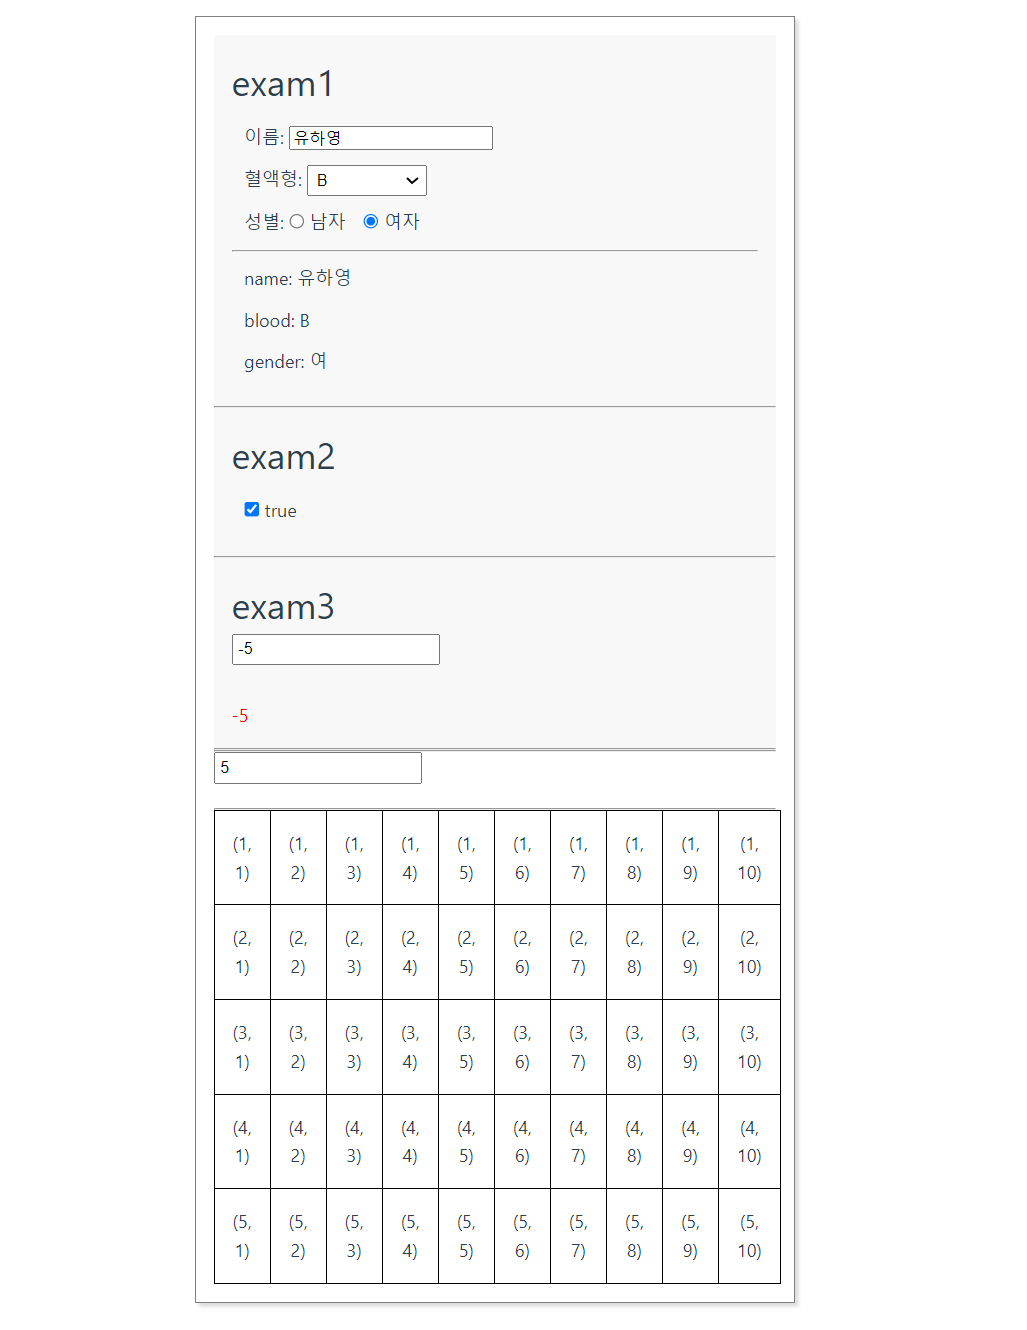 exam1
이름: 유하영
혈액형: B
성별: 남자 여자
name: 유하영
blood: B
gender: 여
exam2
true
exam3
-5
-5
5
(1, 1) (1, 2) (1, 3) (1, 4) (1, 5) (1, 6) (1, 7) (1, 8) (1, 9) (1, 10)
(2, 1) (2, 2) (2, 3) (2, 4) (2, 5) (2, 6) (2, 7) (2, 8) (2, 9) (2, 10)
(3, 1) (3, 2) (3, 3) (3, 4) (3, 5) (3, 6) (3, 7) (3, 8) (3, 9) (3, 10)
(4, 1) (4, 2) (4, 3) (4, 4) (4, 5) (4, 6) (4, 7) (4, 8) (4, 9) (4, 10)
(5, 1) (5, 2) (5, 3) (5, 4) (5, 5) (5, 6) (5, 7) (5, 8) (5, 9) (5, 10)